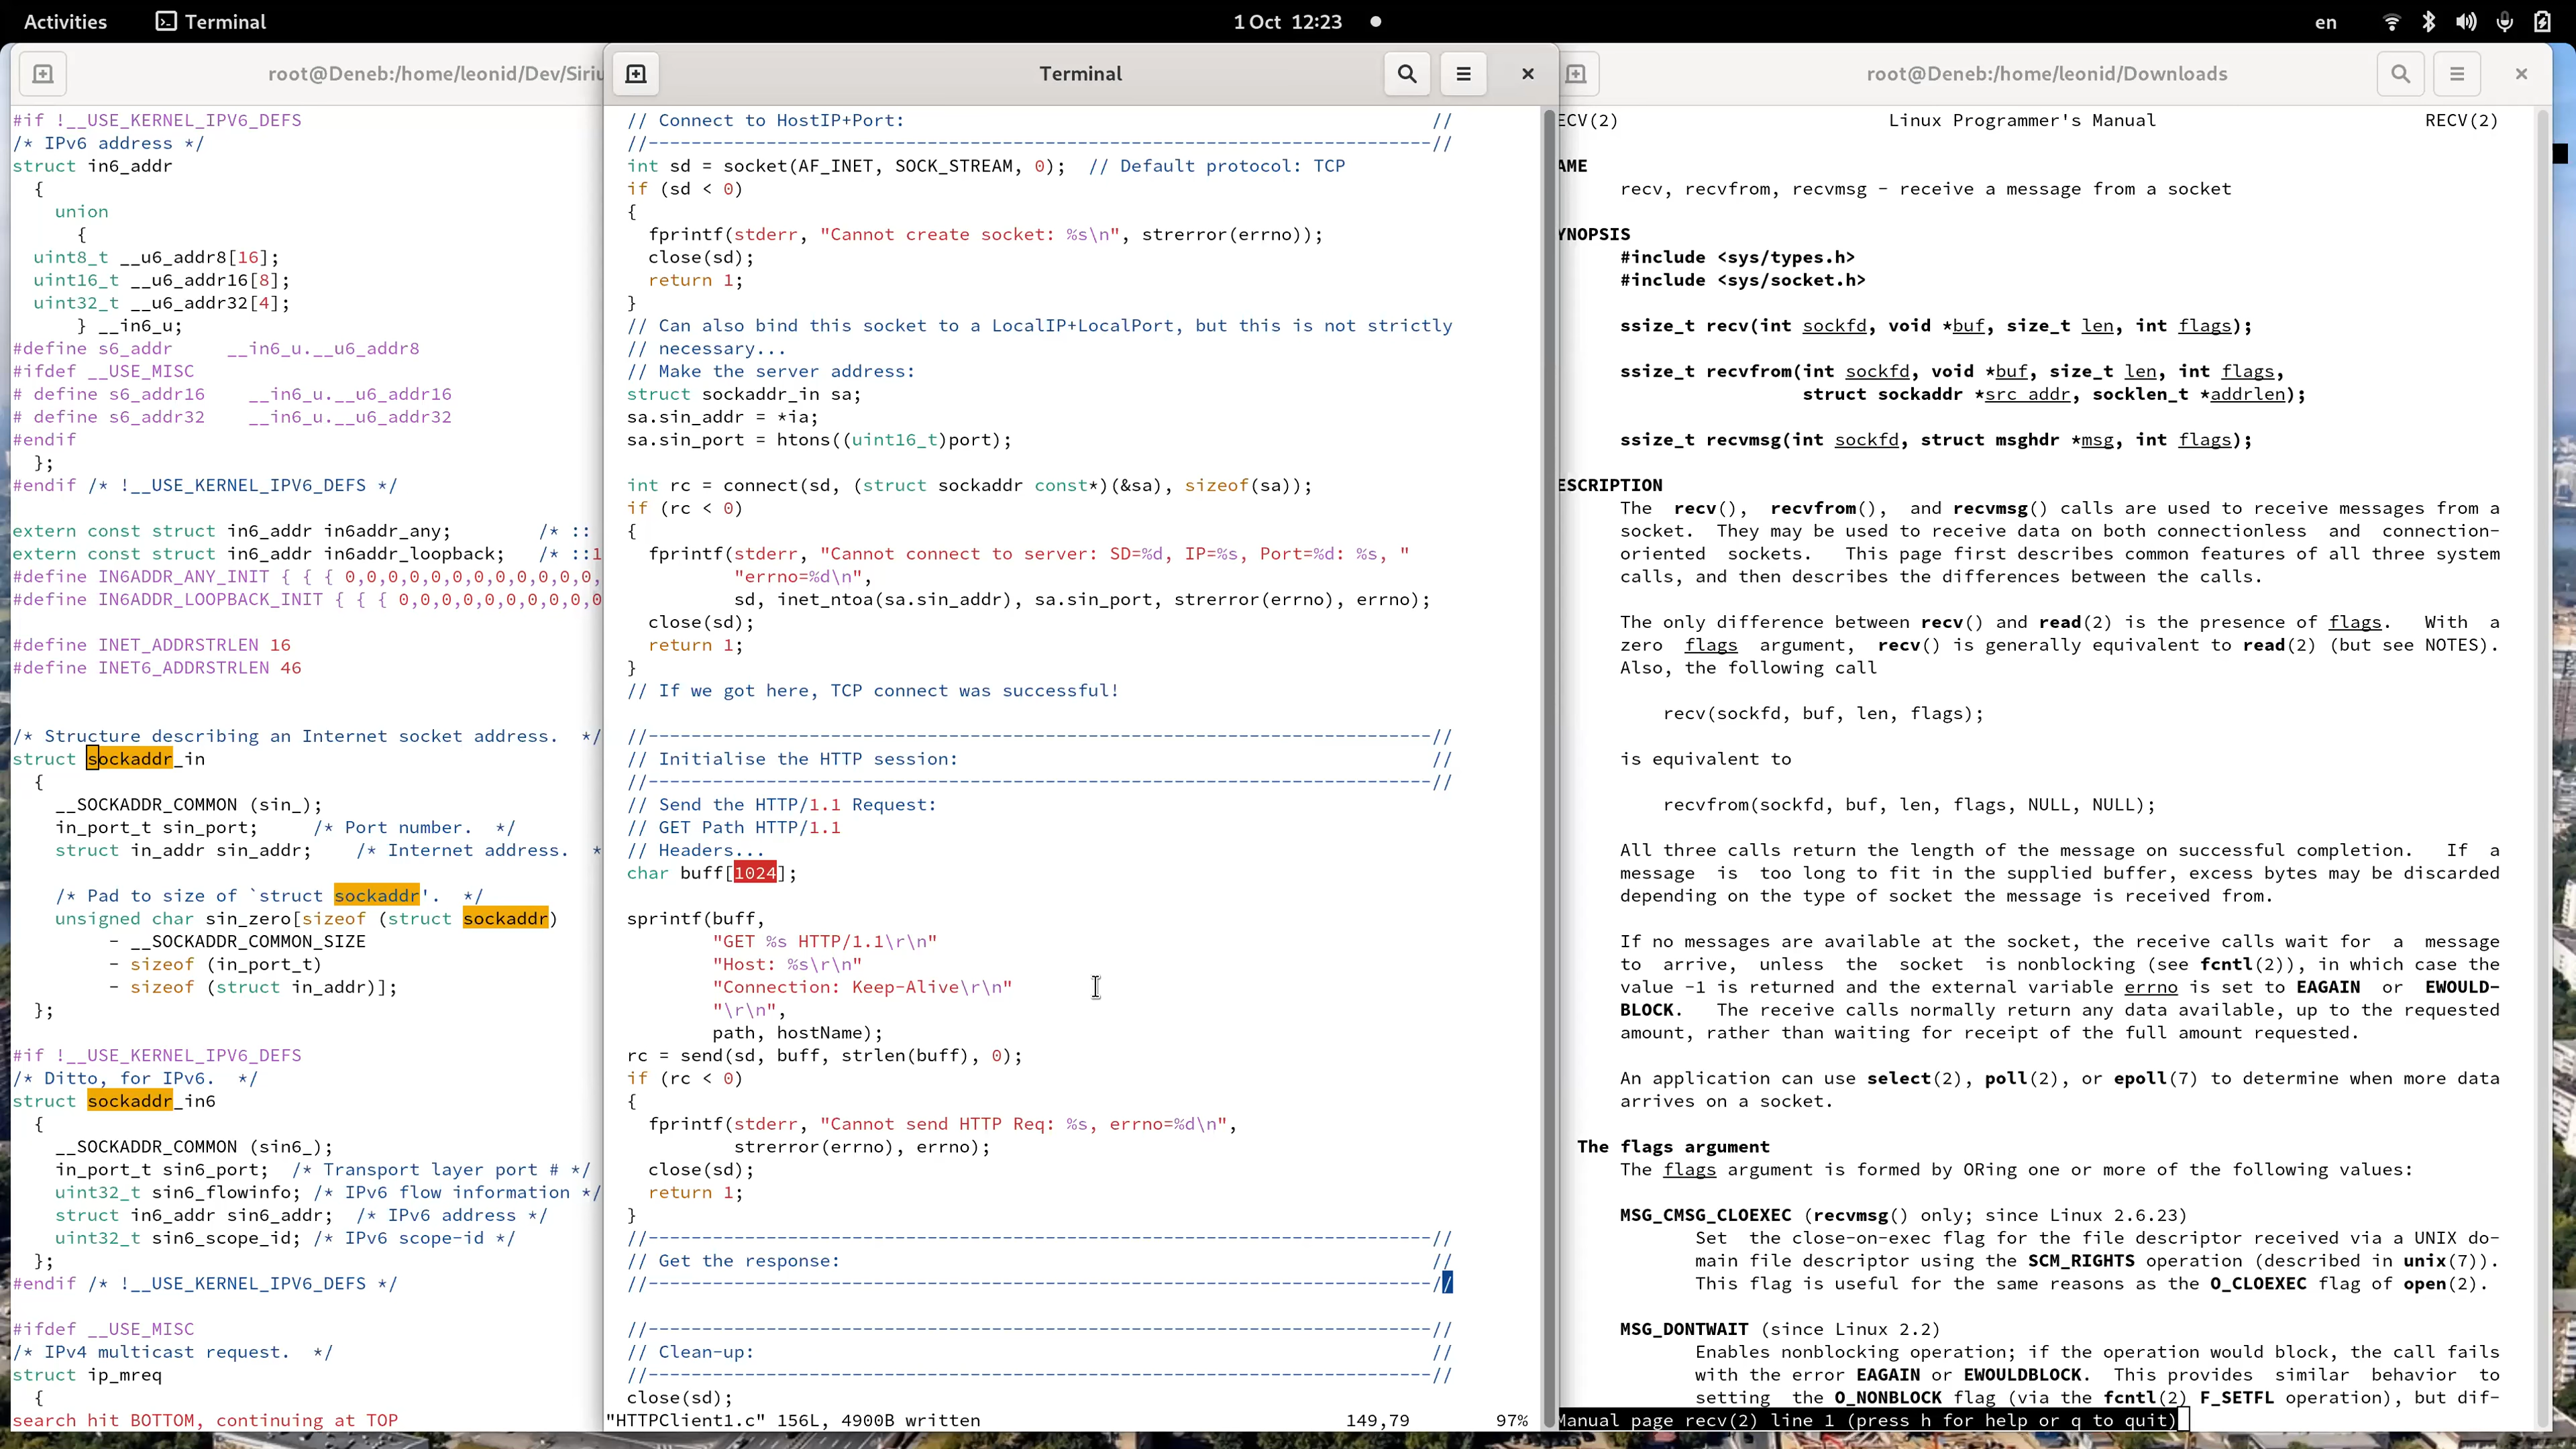 Activities Terminal 1 Oct 12:23 en
root@Deneb:/home/leonid/Dev/Siriu
#if !__USE_KERNEL_IPV6_DEFS
/* IPv6 address */
struct in6_addr
{
union
{
uint8_t __u6_addr8[16];
uint16_t __u6_addr16[8];
uint32_t __u6_addr32[4];
} __in6_u;
#define s6_addr __in6_u.__u6_addr8
#ifdef __USE_MISC
# define s6_addr16 __in6_u.__u6_addr16
# define s6_addr32 __in6_u.__u6_addr32
#endif
};
#endif /* !__USE_KERNEL_IPV6_DEFS */
extern const struct in6_addr in6addr_any; /* ::
extern const struct in6_addr in6addr_loopback; /* ::1
#define IN6ADDR_ANY_INIT { { { 0,0,0,0,0,0,0,0,0,0,0,0,
#define IN6ADDR_LOOPBACK_INIT { { { 0,0,0,0,0,0,0,0,0,0
#define INET_ADDRSTRLEN 16
#define INET6_ADDRSTRLEN 46
/* Structure describing an Internet socket address. */
struct sockaddr_in
{
__SOCKADDR_COMMON (sin_);
in_port_t sin_port; /* Port number. */
struct in_addr sin_addr; /* Internet address. *
/* Pad to size of `struct sockaddr'. */
unsigned char sin_zero[sizeof (struct sockaddr)
- __SOCKADDR_COMMON_SIZE
- sizeof (in_port_t)
- sizeof (struct in_addr)];
};
#if !__USE_KERNEL_IPV6_DEFS
/* Ditto, for IPv6. */
struct sockaddr_in6
{
__SOCKADDR_COMMON (sin6_);
in_port_t sin6_port; /* Transport layer port # */
uint32_t sin6_flowinfo; /* IPv6 flow information */
struct in6_addr sin6_addr; /* IPv6 address */
uint32_t sin6_scope_id; /* IPv6 scope-id */
};
#endif /* !__USE_KERNEL_IPV6_DEFS */
#ifdef __USE_MISC
/* IPv4 multicast request. */
struct ip_mreq
{
search hit BOTTOM, continuing at TOP
Terminal
// Connect to HostIP+Port: //
//-------------------------------------------------------------------------//
int sd = socket(AF_INET, SOCK_STREAM, 0); // Default protocol: TCP
if (sd < 0)
{
fprintf(stderr, "Cannot create socket: %s\n", strerror(errno));
close(sd);
return 1;
}
// Can also bind this socket to a LocalIP+LocalPort, but this is not strictly
// necessary...
// Make the server address:
struct sockaddr_in sa;
sa.sin_addr = *ia;
sa.sin_port = htons((uint16_t)port);
int rc = connect(sd, (struct sockaddr const*)(&sa), sizeof(sa));
if (rc < 0)
{
fprintf(stderr, "Cannot connect to server: SD=%d, IP=%s, Port=%d: %s, "
"errno=%d\n",
sd, inet_ntoa(sa.sin_addr), sa.sin_port, strerror(errno), errno);
close(sd);
return 1;
}
// If we got here, TCP connect was successful!
//-------------------------------------------------------------------------//
// Initialise the HTTP session: //
//-------------------------------------------------------------------------//
// Send the HTTP/1.1 Request:
// GET Path HTTP/1.1
// Headers...
char buff[1024];
sprintf(buff,
"GET %s HTTP/1.1\r\n"
"Host: %s\r\n"
"Connection: Keep-Alive\r\n"
"\r\n",
path, hostName);
rc = send(sd, buff, strlen(buff), 0);
if (rc < 0)
{
fprintf(stderr, "Cannot send HTTP Req: %s, errno=%d\n",
strerror(errno), errno);
close(sd);
return 1;
}
//-------------------------------------------------------------------------//
// Get the response: //
//-------------------------------------------------------------------------//
//-------------------------------------------------------------------------//
// Clean-up: //
//-------------------------------------------------------------------------//
close(sd);
"HTTPClient1.c" 156L, 4900B written 149,79 97%
root@Deneb:/home/leonid/Downloads
ECV(2) Linux Programmer's Manual RECV(2)
AME
recv, recvfrom, recvmsg - receive a message from a socket
YNOPSIS
#include <sys/types.h>
#include <sys/socket.h>
ssize_t recv(int sockfd, void *buf, size_t len, int flags);
ssize_t recvfrom(int sockfd, void *buf, size_t len, int flags,
struct sockaddr *src_addr, socklen_t *addrlen);
ssize_t recvmsg(int sockfd, struct msghdr *msg, int flags);
ESCRIPTION
The recv(), recvfrom(), and recvmsg() calls are used to receive messages from a
socket. They may be used to receive data on both connectionless and connection-
oriented sockets. This page first describes common features of all three system
calls, and then describes the differences between the calls.
The only difference between recv() and read(2) is the presence of flags. With a
zero flags argument, recv() is generally equivalent to read(2) (but see NOTES).
Also, the following call
recv(sockfd, buf, len, flags);
is equivalent to
recvfrom(sockfd, buf, len, flags, NULL, NULL);
All three calls return the length of the message on successful completion. If a
message is too long to fit in the supplied buffer, excess bytes may be discarded
depending on the type of socket the message is received from.
If no messages are available at the socket, the receive calls wait for a message
to arrive, unless the socket is nonblocking (see fcntl(2)), in which case the
value -1 is returned and the external variable errno is set to EAGAIN or EWOULD-
BLOCK. The receive calls normally return any data available, up to the requested
amount, rather than waiting for receipt of the full amount requested.
An application can use select(2), poll(2), or epoll(7) to determine when more data
arrives on a socket.
The flags argument
The flags argument is formed by ORing one or more of the following values:
MSG_CMSG_CLOEXEC (recvmsg() only; since Linux 2.6.23)
Set the close-on-exec flag for the file descriptor received via a UNIX do-
main file descriptor using the SCM_RIGHTS operation (described in unix(7)).
This flag is useful for the same reasons as the O_CLOEXEC flag of open(2).
MSG_DONTWAIT (since Linux 2.2)
Enables nonblocking operation; if the operation would block, the call fails
with the error EAGAIN or EWOULDBLOCK. This provides similar behavior to
setting the O_NONBLOCK flag (via the fcntl(2) F_SETFL operation), but dif-
Manual page recv(2) line 1 (press h for help or q to quit)